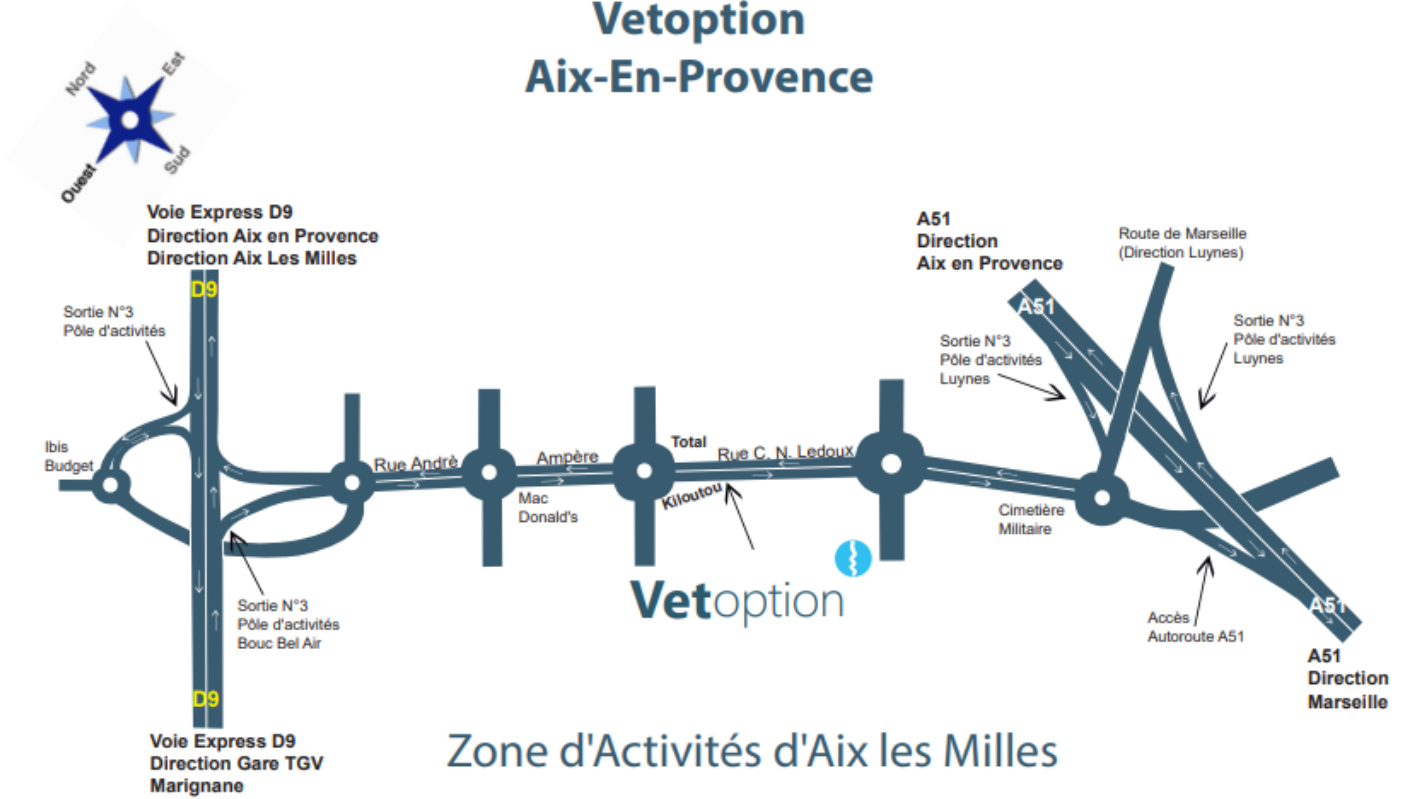 Vetoption
Aix-En-Provence
Nord
Est
Ouest
Sud
Voie Express D9
Direction Aix en Provence
Direction Aix Les Milles
D9
Sortie N°3
Pôle d'activités
Ibis
Budget
Sortie N°3
Pôle d'activités
Bouc Bel Air
D9
Voie Express D9
Direction Gare TGV
Marignane
Rue Andrè
Ampère
Mac
Donald's
Total
Kiloutou
Rue C. N. Ledoux
Vetoption
A51
Direction
Aix en Provence
A51
Route de Marseille
(Direction Luynes)
Sortie N°3
Pôle d'activités
Luynes
Sortie N°3
Pôle d'activités
Luynes
Cimetière
Militaire
Accès
Autoroute A51
A51
A51
Direction
Marseille
Zone d'Activités d'Aix les Milles